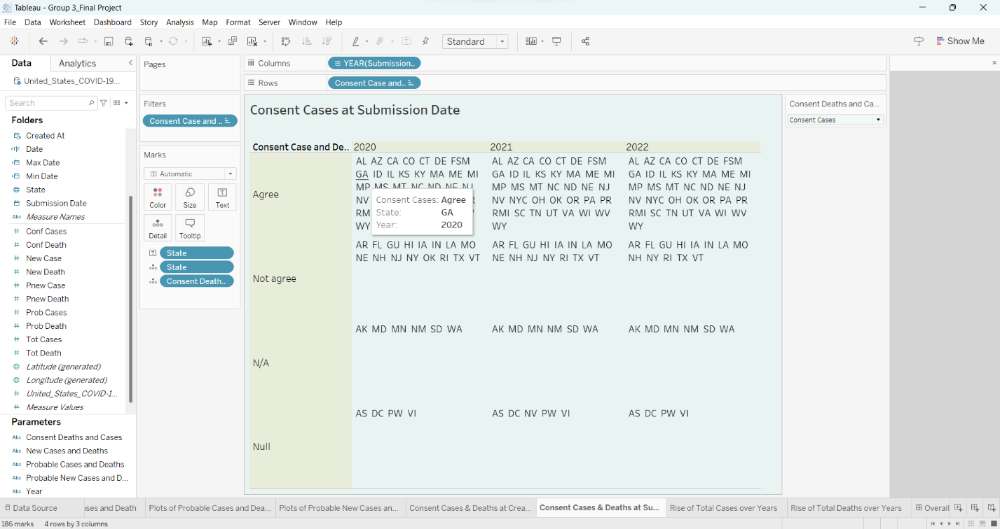 Tableau - Group 3_Final Project
File Data Worksheet Dashboard Story Analysis Map Format Server Window Help
Standard
Show Me
Data Analytics
United_States_COVID-19...
Search
Folders
Created At
Date
Max Date
Min Date
State
Submission Date
Measure Names
Conf Cases
Conf Death
New Case
New Death
Pnew Case
Pnew Death
Prob Cases
Prob Death
Tot Cases
Tot Death
Latitude (generated)
Longitude (generated)
United_States_COVID-1...
Measure Values
Parameters
Consent Deaths and Cases
New Cases and Deaths
Probable Cases and Deaths
Probable New Cases and D...
Year
Pages
Filters
Consent Case and ..
Marks
Automatic
Color Size Text
Detail Tooltip
State
State
Consent Death..
Columns YEAR(Submission..
Rows Consent Case and..
Consent Cases at Submission Date
Consent Case and De.. 2020 2021 2022
Agree
AL AZ CA CO CT DE FSM
GA ID IL KS KY MA ME MI
MP MS MT NC ND NE NJ
NV
RM
WY
AL AZ CA CO CT DE FSM
GA ID IL KS KY MA ME MI
MP MS MT NC ND NE NJ
NV NYC OH OK OR PA PR
RMI SC TN UT VA WI WV
WY
AL AZ CA CO CT DE FSM
GA ID IL KS KY MA ME MI
MP MS MT NC ND NE NJ
NV NYC OH OK OR PA PR
RMI SC TN UT VA WI WV
WY
Consent Cases: Agree
State: GA
Year: 2020
Not agree
AR FL GU HI IA IN LA MO
NE NH NJ NY OK RI TX VT
AR FL GU HI IA IN LA MO
NE NH NJ NY RI TX VT
AR FL GU HI IA IN LA MO
NH NY RI TX VT
N/A
AK MD MN NM SD WA
AK MD MN NM SD WA
AK MD MN NM SD WA
Null
AS DC PW VI
AS DC NV PW VI
AS DC PW VI
Consent Deaths and Ca...
Consent Cases
Data Source
ases and Death
Plots of Probable Cases and Dea...
Plots of Probable New Cases an...
Consent Cases & Deaths at Crea...
Consent Cases & Deaths at Su...
Rise of Total Cases over Years
Rise of Total Deaths over Years
Overall
186 marks 4 rows by 3 columns